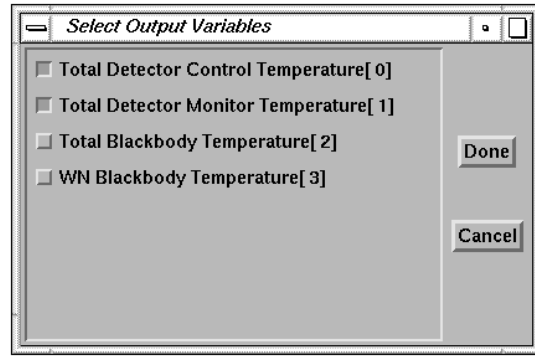 Select Output Variables
Total Detector Control Temperature[ 0]
Total Detector Monitor Temperature[ 1]
Total Blackbody Temperature[ 2]
WN Blackbody Temperature[ 3]
Done
Cancel